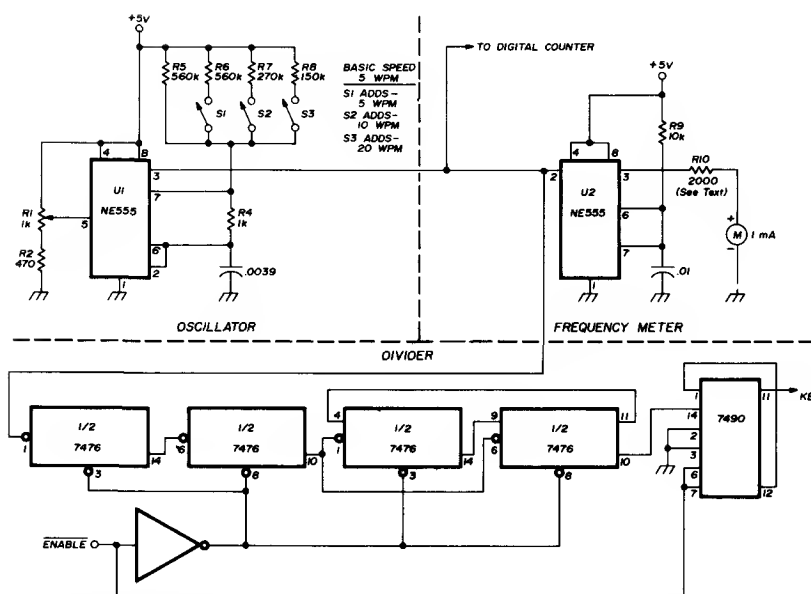 +5V
R5
560k
R6
560k
R7
270k
R8
150k
S1
S2
S3
BASIC SPEED
5 WPM
S1 ADDS-
5 WPM
S2 ADDS-
10 WPM
S3 ADDS-
20 WPM
4
8
3
7
U1
NE555
5
6
2
1
R1
1k
R2
470
R4
1k
.0039
OSCILLATOR
TO DIGITAL COUNTER
+5V
R9
10k
4
8
2
3
U2
NE555
6
7
1
R10
2000
(See Text)
+
M
-
1 mA
.01
FREQUENCY METER
DIVIDER
1
1/2
7476
14
3
6
1/2
7476
10
8
4
1
1/2
7476
9
14
3
6
1/2
7476
11
10
8
1
14
2
3
6
7
7490
11
12
ENABLE